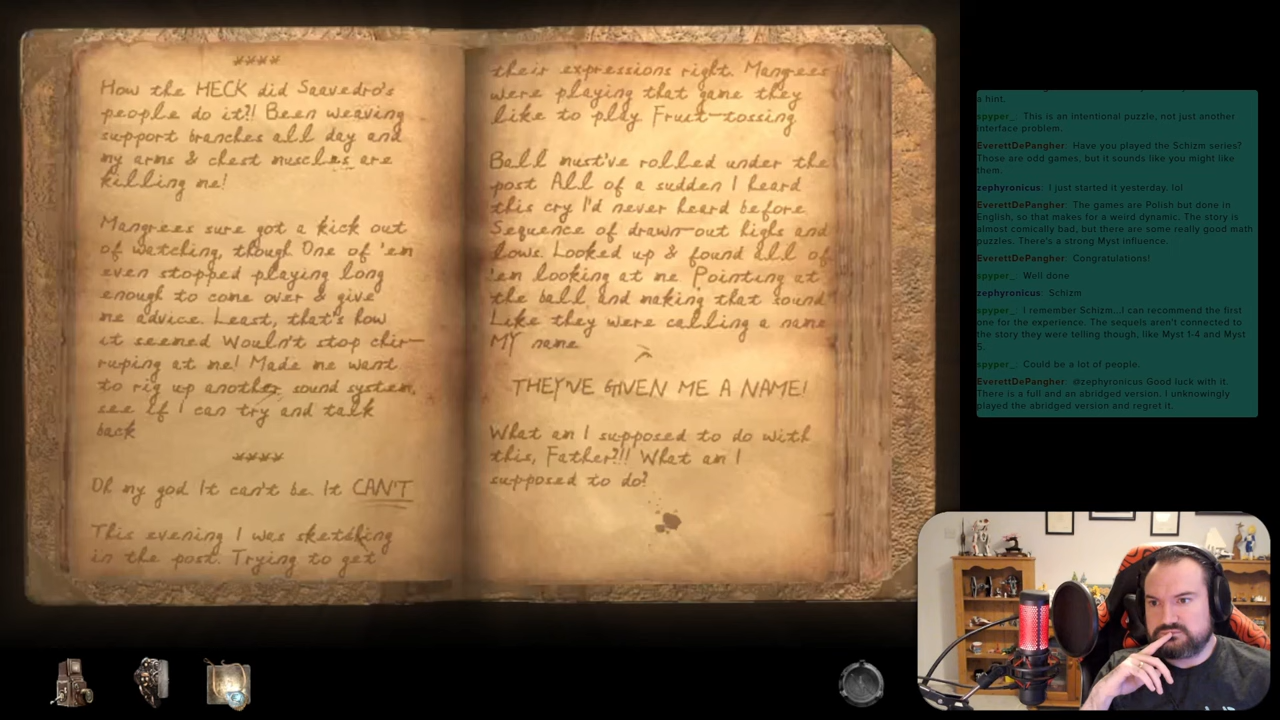 ****
How the HECK did Saavedro's
people do it?! Been weaving
support branches all day and
my arms & chest muscles are
killing me!
Mangrees sure got a kick out
of watching, though One of 'em
even stopped playing long
enough to come over & give
me advice. Least, that's how
it seemed Wouldn't stop chir-
ruping at me! Made me want
to rig up another sound system,
see if I can try and talk
back
****
Oh my god It can't be. It CAN'T
This evening I was sketching
in the post. Trying to get
their expressions right. Mangrees
were playing that game they
like to play Fruit-tossing.
Ball must've rolled under the
post All of a sudden I heard
this cry I'd never heard before
Sequence of drawn-out highs and
lows. Looked up & found all of
'em looking at me Pointing at
the ball and making that sound
Like they were calling a name
MY name
THEY'VE GIVEN ME A NAME!
What am I supposed to do with
this, Father?!! What am I
supposed to do?
a hint.
spyper_: This is an intentional puzzle, not just another
interface problem.
EverettDePangher: Have you played the Schizm series?
Those are odd games, but it sounds like you might like
them.
zephyronicus: I just started it yesterday. lol
EverettDePangher: The games are Polish but done in
English, so that makes for a weird dynamic. The story is
almost comically bad, but there are some really good math
puzzles. There's a strong Myst influence.
EverettDePangher: Congratulations!
spyper_: Well done
zephyronicus: Schizm
spyper_: I remember Schizm...I can recommend the first
one for the experience. The sequels aren't connected to
the story they were telling though, like Myst 1-4 and Myst
5.
spyper_: Could be a lot of people.
EverettDePangher: @zephyronicus Good luck with it.
There is a full and an abridged version. I unknowingly
played the abridged version and regret it.